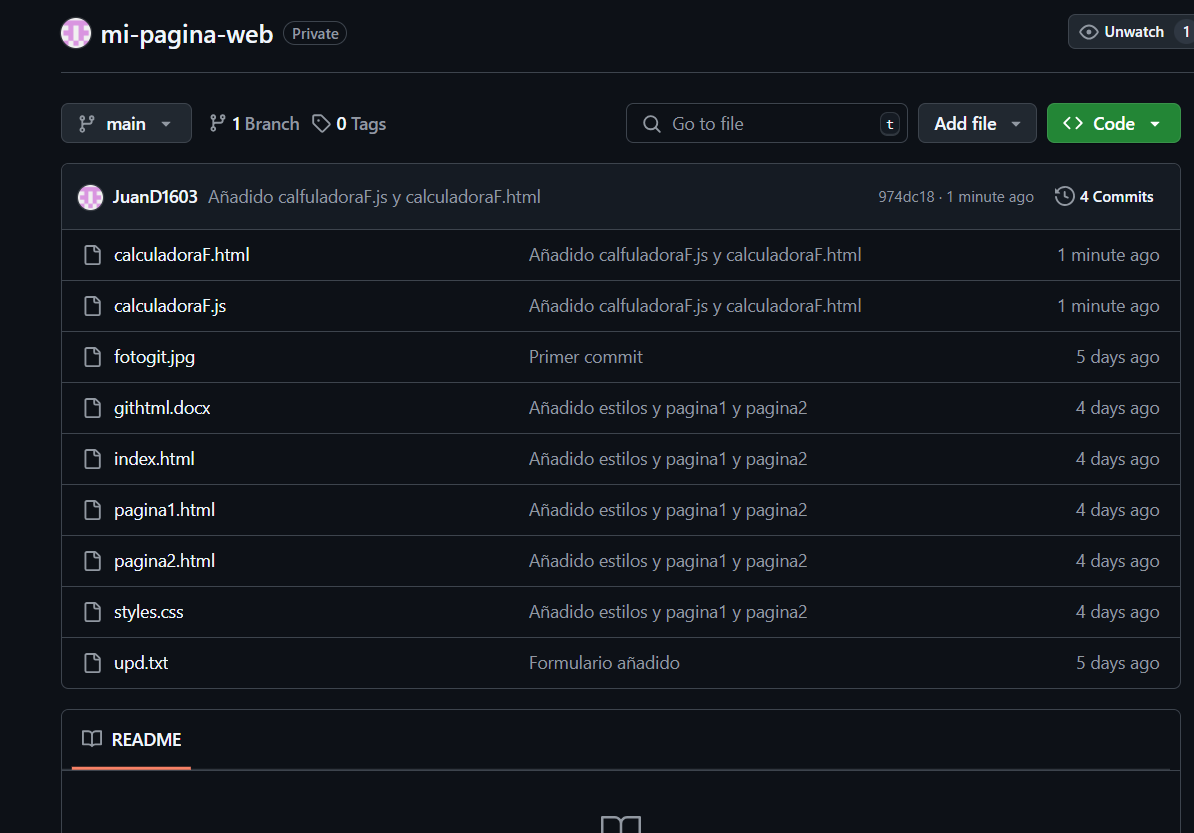 mi-pagina-web Private Unwatch 1
main 1 Branch 0 Tags Go to file t Add file Code
JuanD1603 Añadido calfuladoraF.js y calculadoraF.html 974dc18 · 1 minute ago 4 Commits
calculadoraF.html Añadido calfuladoraF.js y calculadoraF.html 1 minute ago
calculadoraF.js Añadido calfuladoraF.js y calculadoraF.html 1 minute ago
fotogit.jpg Primer commit 5 days ago
githtml.docx Añadido estilos y pagina1 y pagina2 4 days ago
index.html Añadido estilos y pagina1 y pagina2 4 days ago
pagina1.html Añadido estilos y pagina1 y pagina2 4 days ago
pagina2.html Añadido estilos y pagina1 y pagina2 4 days ago
styles.css Añadido estilos y pagina1 y pagina2 4 days ago
upd.txt Formulario añadido 5 days ago
README